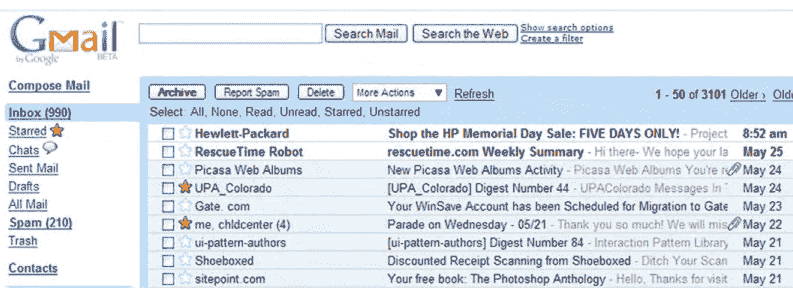 Gmail
by Google BETA
Search Mail Search the Web Show search options
Create a filter
Compose Mail
Inbox (990)
Starred
Chats
Sent Mail
Drafts
All Mail
Spam (210)
Trash
Contacts
Archive Report Spam Delete More Actions Refresh 1 - 50 of 3101 Older › Olde
Select: All, None, Read, Unread, Starred, Unstarred
Hewlett-Packard Shop the HP Memorial Day Sale: FIVE DAYS ONLY! - Project 8:52 am
RescueTime Robot rescuetime.com Weekly Summary - Hi there- We hope your la May 25
Picasa Web Albums New Picasa Web Albums Activity - Picasa Web Albums You're May 24
UPA_Colorado [UPA_Colorado] Digest Number 44 - UPAColorado Messages In May 24
Gate. com Your WinSave Account has been Scheduled for Migration to Gate May 23
me, chldcenter (4) Parade on Wednesday - 05/21 - Thank you so much! We will mis May 22
ui-pattern-authors [ui-pattern-authors] Digest Number 84 - Interaction Pattern Library May 21
Shoeboxed Discounted Receipt Scanning from Shoeboxed - Ditch Your Scan May 21
sitepoint.com Your free book: The Photoshop Anthology - Hello, Thanks for visit May 21